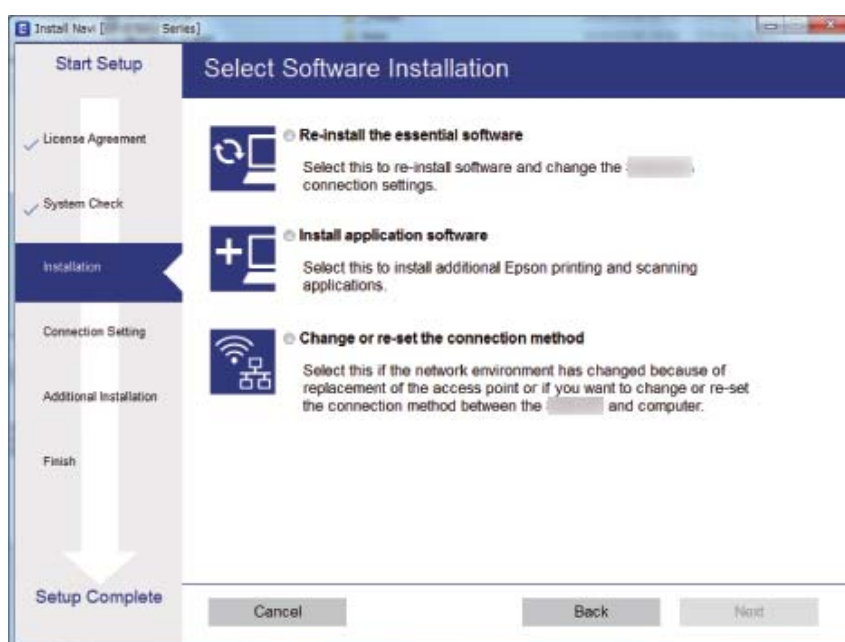 Install Navi [ Series]
Start Setup
Select Software Installation
License Agreement
System Check
Installation
Connection Setting
Additional Installation
Finish
Setup Complete
Re-install the essential software
Select this to re-install software and change the
connection settings.
Install application software
Select this to install additional Epson printing and scanning
applications.
Change or re-set the connection method
Select this if the network environment has changed because of
replacement of the access point or if you want to change or re-set
the connection method between the and computer.
Cancel
Back
Next